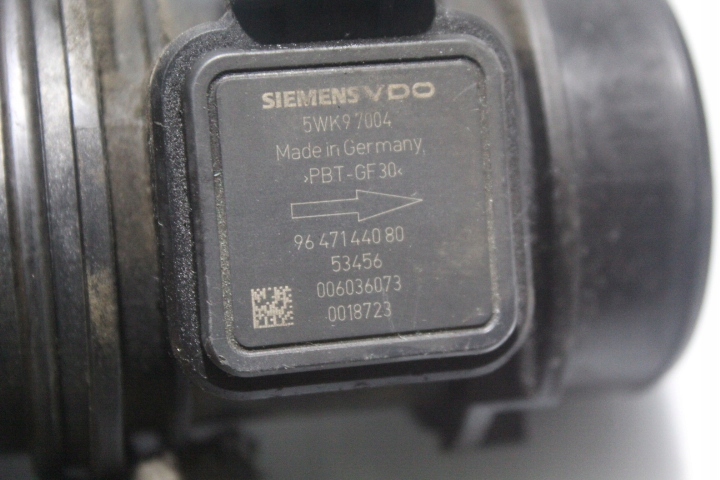 SIEMENS VDO
5WK9 7004
Made in Germany
>PBT-GF30<
96 471 440 80
53456
006036073
0018723